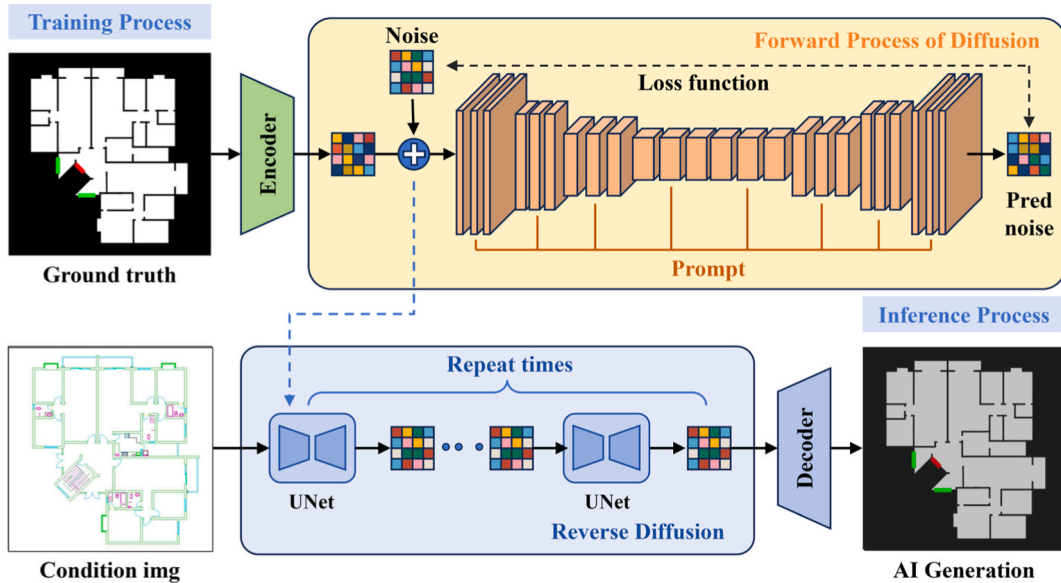 Training Process
Noise
Forward Process of Diffusion
Loss function
Encoder
Pred
noise
Ground truth
Prompt
Inference Process
Repeat times
UNet
UNet
Decoder
Reverse Diffusion
Condition img
AI Generation